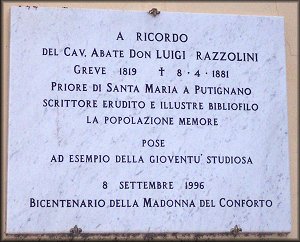 A RICORDO
DEL CAV. ABATE DON LUIGI RAZZOLINI
GREVE 1819 † 8 - 4 - 1881
PRIORE DI SANTA MARIA A PUTIGNANO
SCRITTORE ERUDITO E ILLUSTRE BIBLIOFILO
LA POPOLAZIONE MEMORE
POSE
AD ESEMPIO DELLA GIOVENTU' STUDIOSA
8 SETTEMBRE 1996
BICENTENARIO DELLA MADONNA DEL CONFORTO